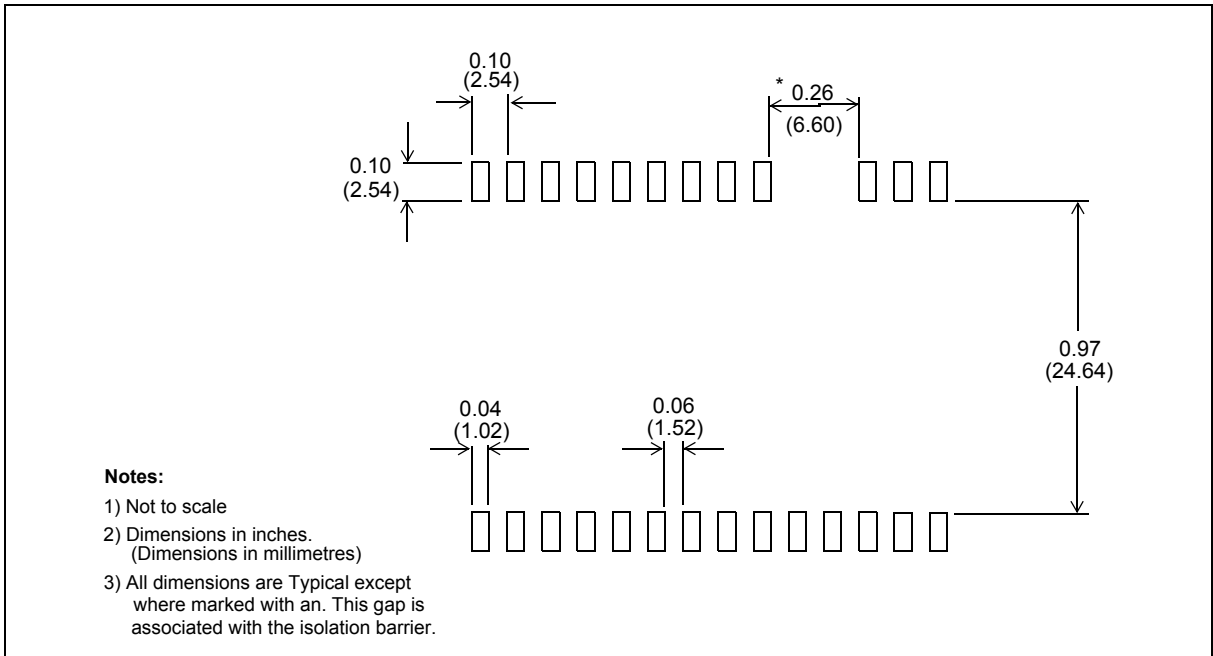 0.10
(2.54)
*
0.26
(6.60)
0.10
(2.54)
0.97
(24.64)
0.04
(1.02)
0.06
(1.52)
Notes:
1) Not to scale
2) Dimensions in inches.
(Dimensions in millimetres)
3) All dimensions are Typical except
where marked with an. This gap is
associated with the isolation barrier.